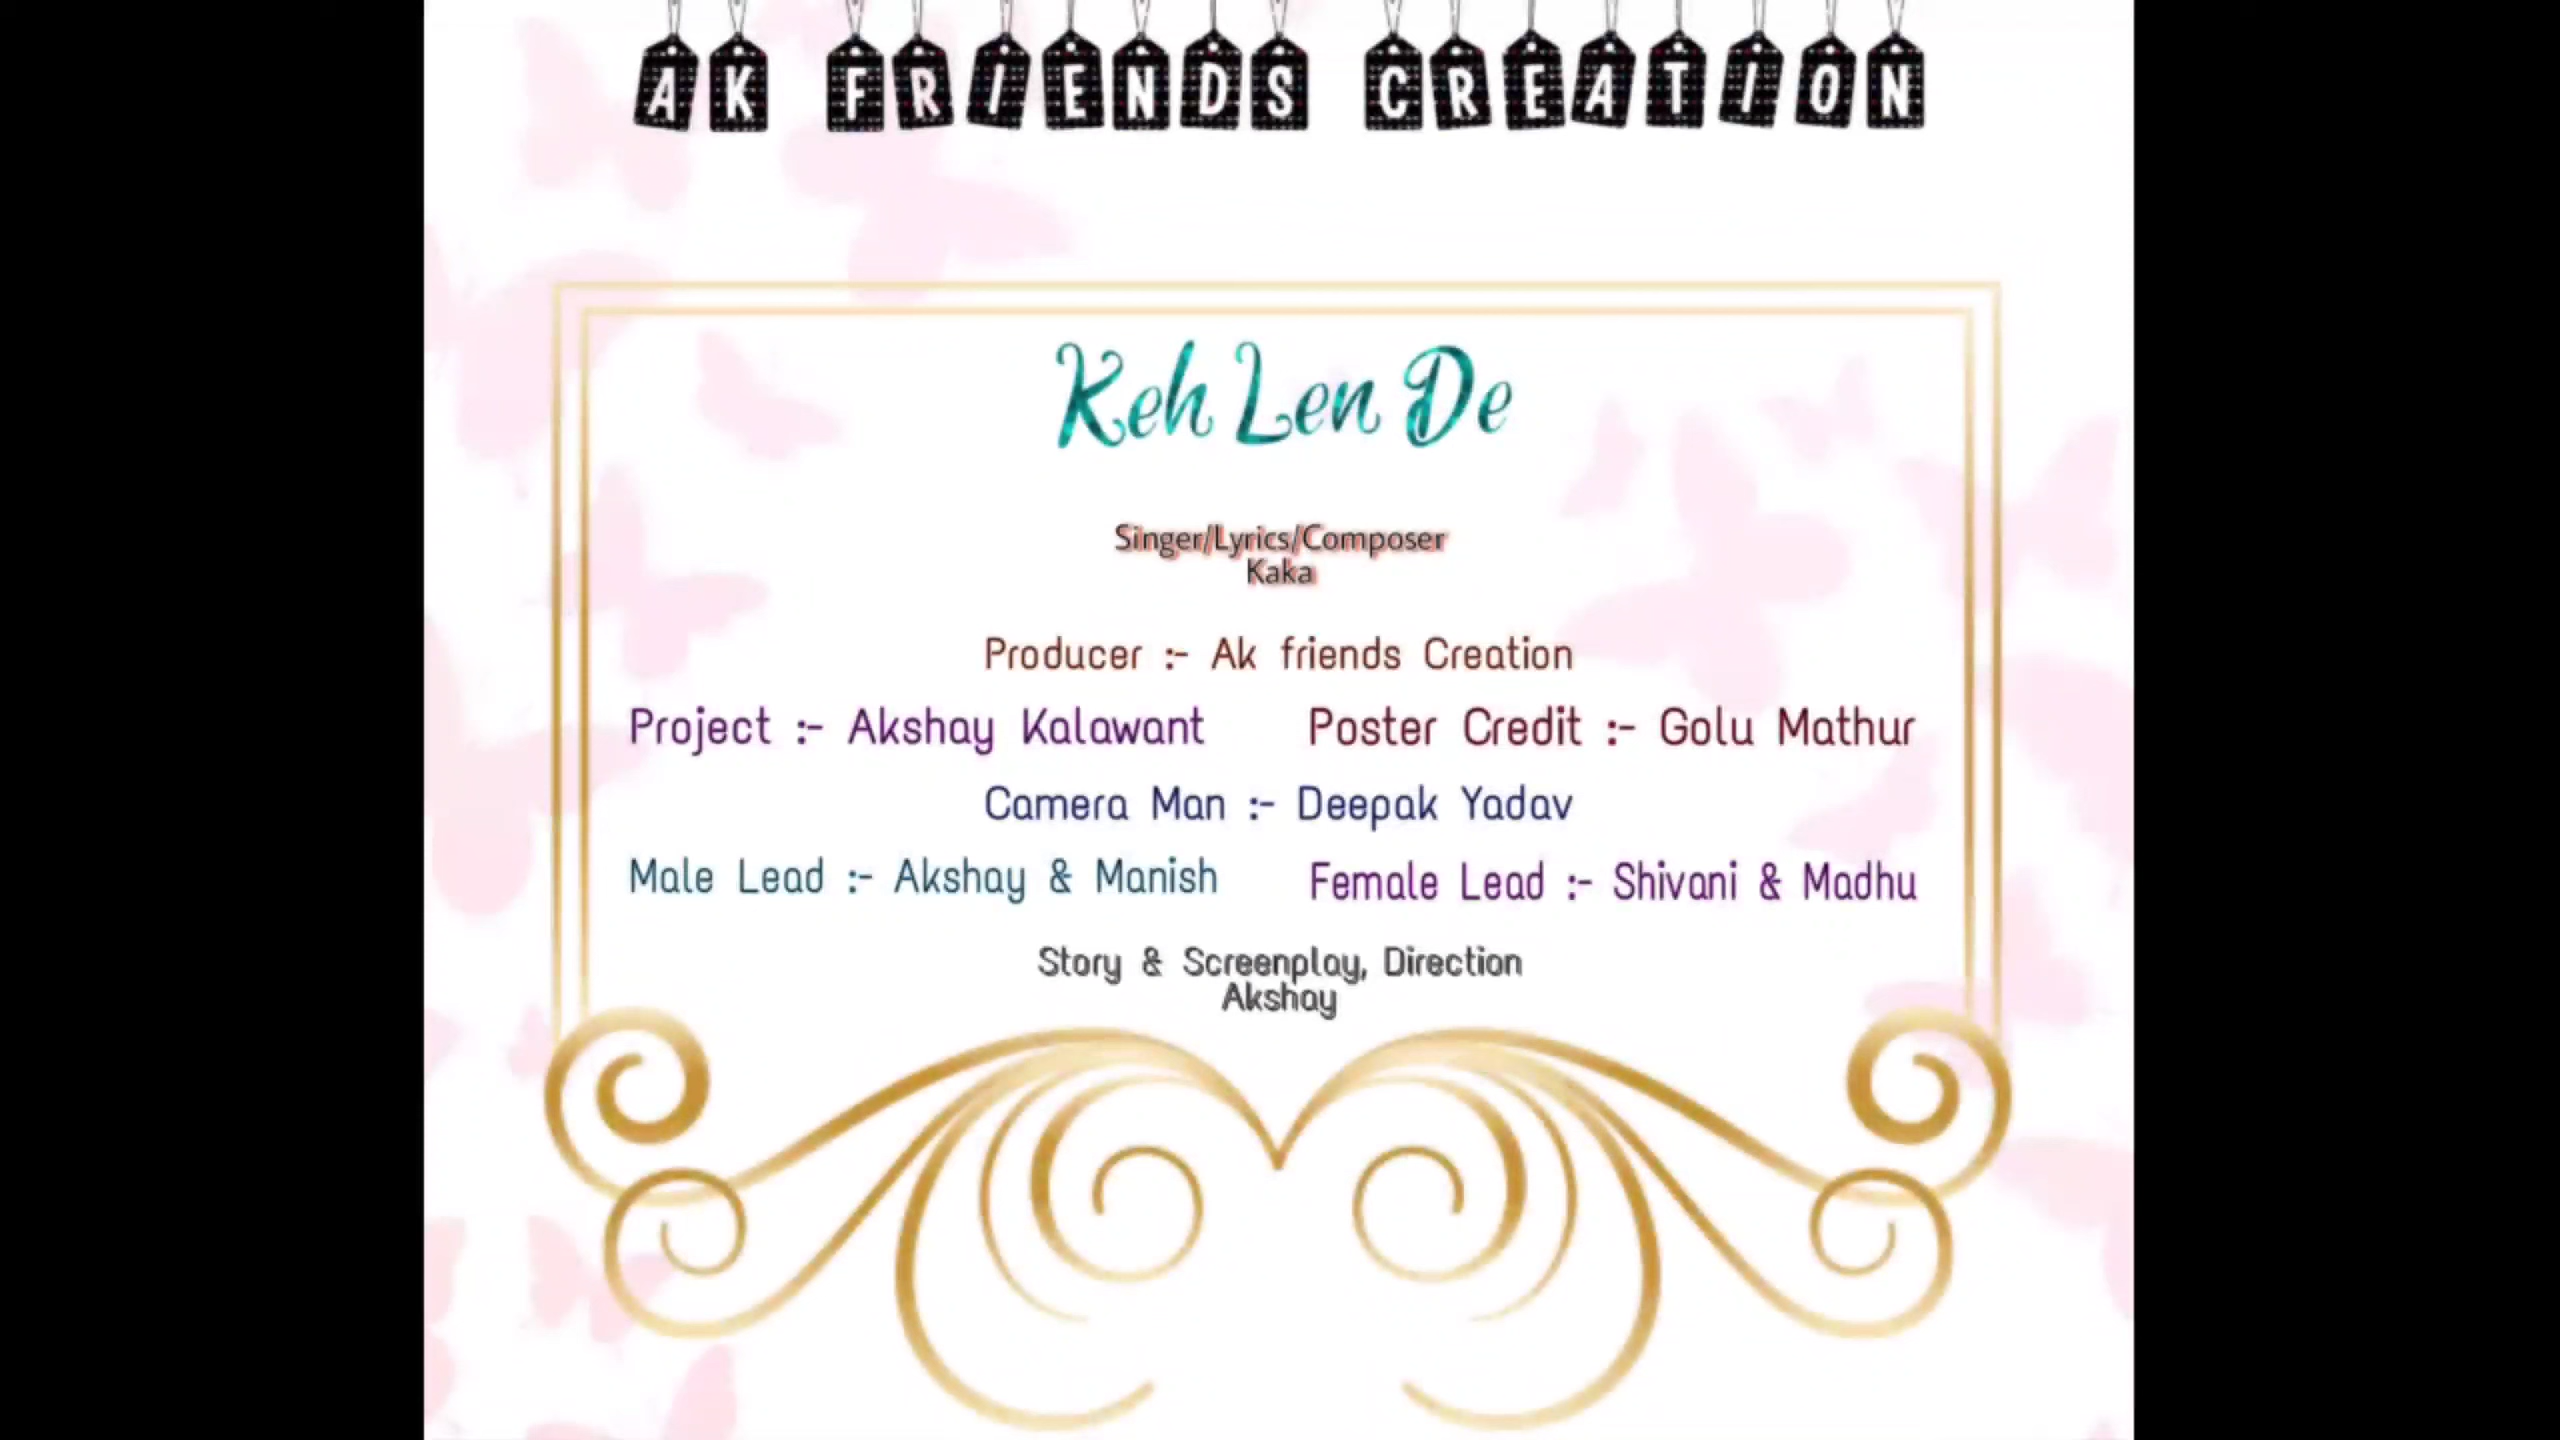 AK FRIENDS CREATION
Keh Len De
Singer/Lyrics/Composer
Kaka
Producer :- Ak friends Creation
Project :- Akshay Kalawant
Poster Credit :- Golu Mathur
Camera Man :- Deepak Yadav
Male Lead :- Akshay & Manish
Female Lead :- Shivani & Madhu
Story & Screenplay, Direction
Akshay